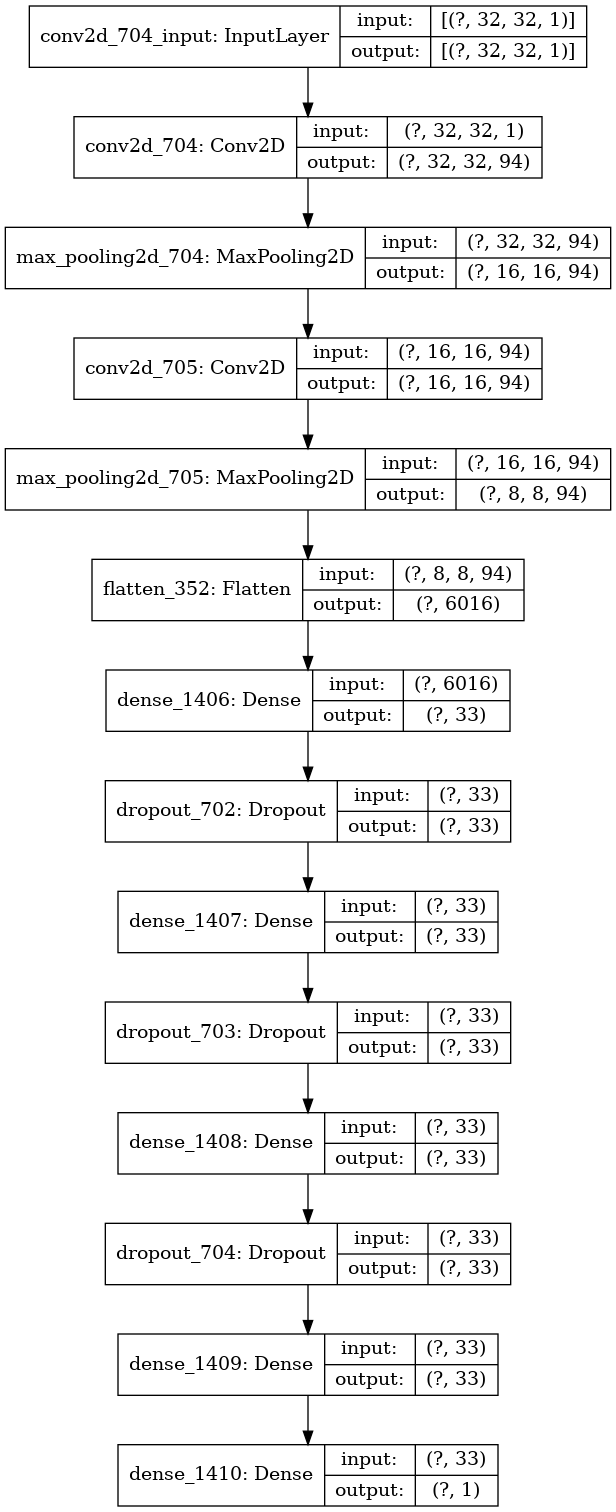 conv2d_704_input: InputLayer
input:
[(?, 32, 32, 1)]
output:
[(?, 32, 32, 1)]
conv2d_704: Conv2D
input:
(?, 32, 32, 1)
output:
(?, 32, 32, 94)
max_pooling2d_704: MaxPooling2D
input:
(?, 32, 32, 94)
output:
(?, 16, 16, 94)
conv2d_705: Conv2D
input:
(?, 16, 16, 94)
output:
(?, 16, 16, 94)
max_pooling2d_705: MaxPooling2D
input:
(?, 16, 16, 94)
output:
(?, 8, 8, 94)
flatten_352: Flatten
input:
(?, 8, 8, 94)
output:
(?, 6016)
dense_1406: Dense
input:
(?, 6016)
output:
(?, 33)
dropout_702: Dropout
input:
(?, 33)
output:
(?, 33)
dense_1407: Dense
input:
(?, 33)
output:
(?, 33)
dropout_703: Dropout
input:
(?, 33)
output:
(?, 33)
dense_1408: Dense
input:
(?, 33)
output:
(?, 33)
dropout_704: Dropout
input:
(?, 33)
output:
(?, 33)
dense_1409: Dense
input:
(?, 33)
output:
(?, 33)
dense_1410: Dense
input:
(?, 33)
output:
(?, 1)